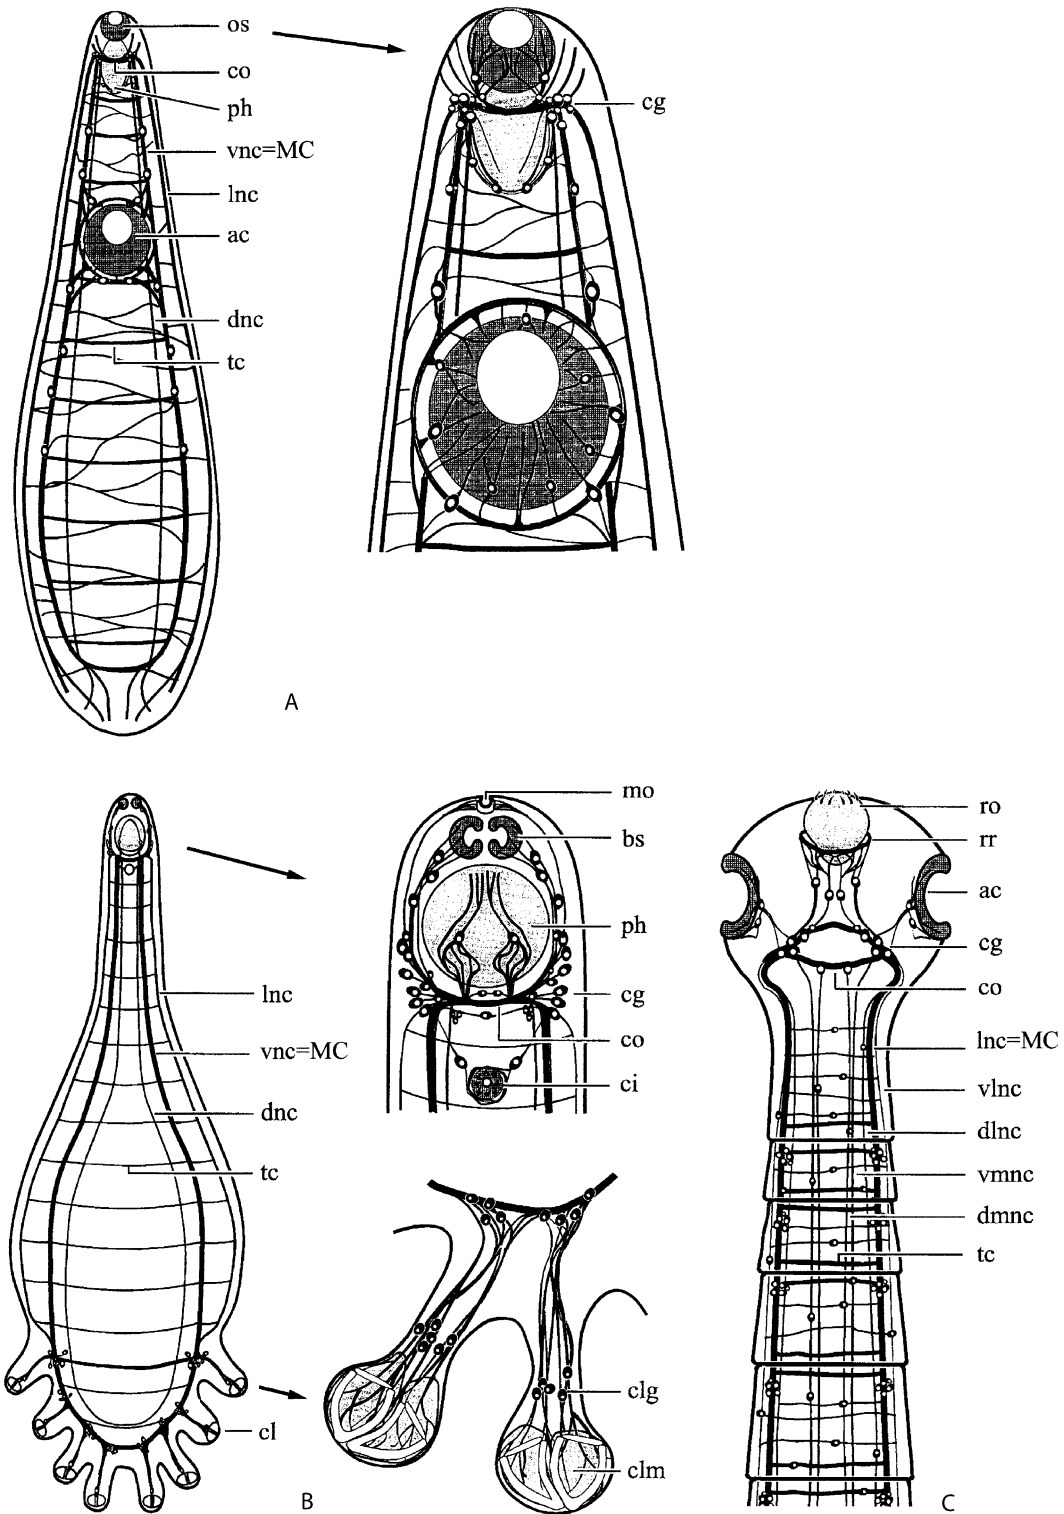 os
co
ph
vnc=MC
lnc
ac
dnc
tc
cg
A
lnc
vnc=MC
dnc
tc
cl
mo
bs
ph
cg
co
ci
clg
clm
B
ro
rr
ac
cg
co
lnc=MC
vlnc
dlnc
vmnc
dmnc
tc
C